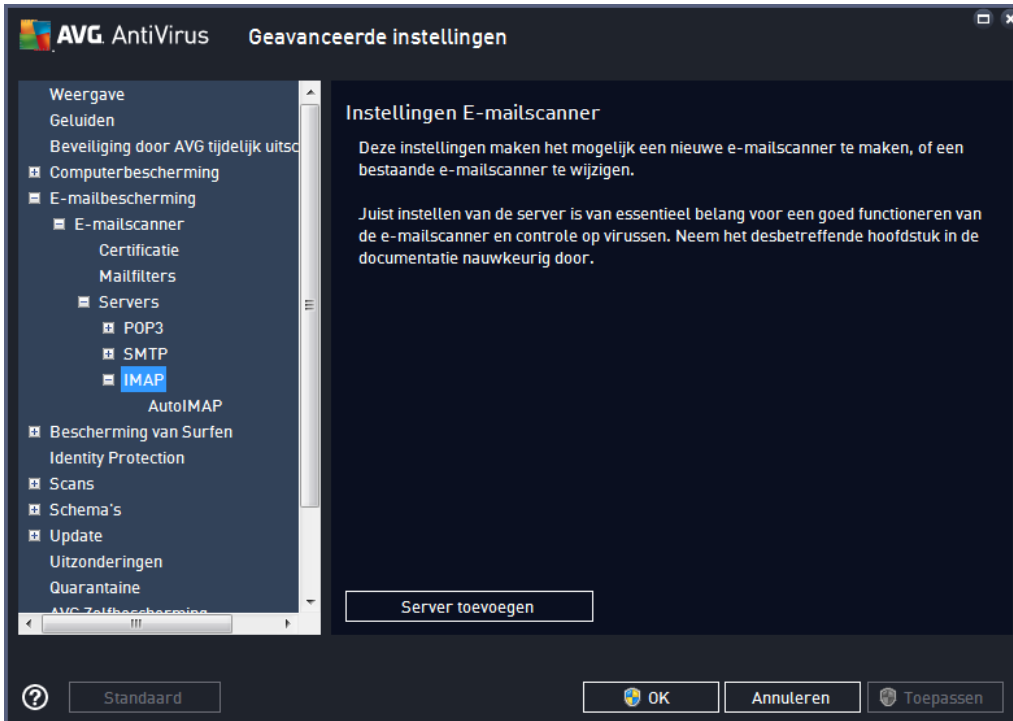 AVG. AntiVirus Geavanceerde instellingen
Weergave
Geluiden
Beveiliging door AVG tijdelijk uitsc
Computerbescherming
E-mailbescherming
E-mailscanner
Certificatie
Mailfilters
Servers
POP3
SMTP
IMAP
AutoIMAP
Bescherming van Surfen
Identity Protection
Scans
Schema's
Update
Uitzonderingen
Quarantaine
AVG Zelfbescherming
Instellingen E-mailscanner
Deze instellingen maken het mogelijk een nieuwe e-mailscanner te maken, of een
bestaande e-mailscanner te wijzigen.
Juist instellen van de server is van essentieel belang voor een goed functioneren van
de e-mailscanner en controle op virussen. Neem het desbetreffende hoofdstuk in de
documentatie nauwkeurig door.
Server toevoegen
Standaard
OK
Annuleren
Toepassen